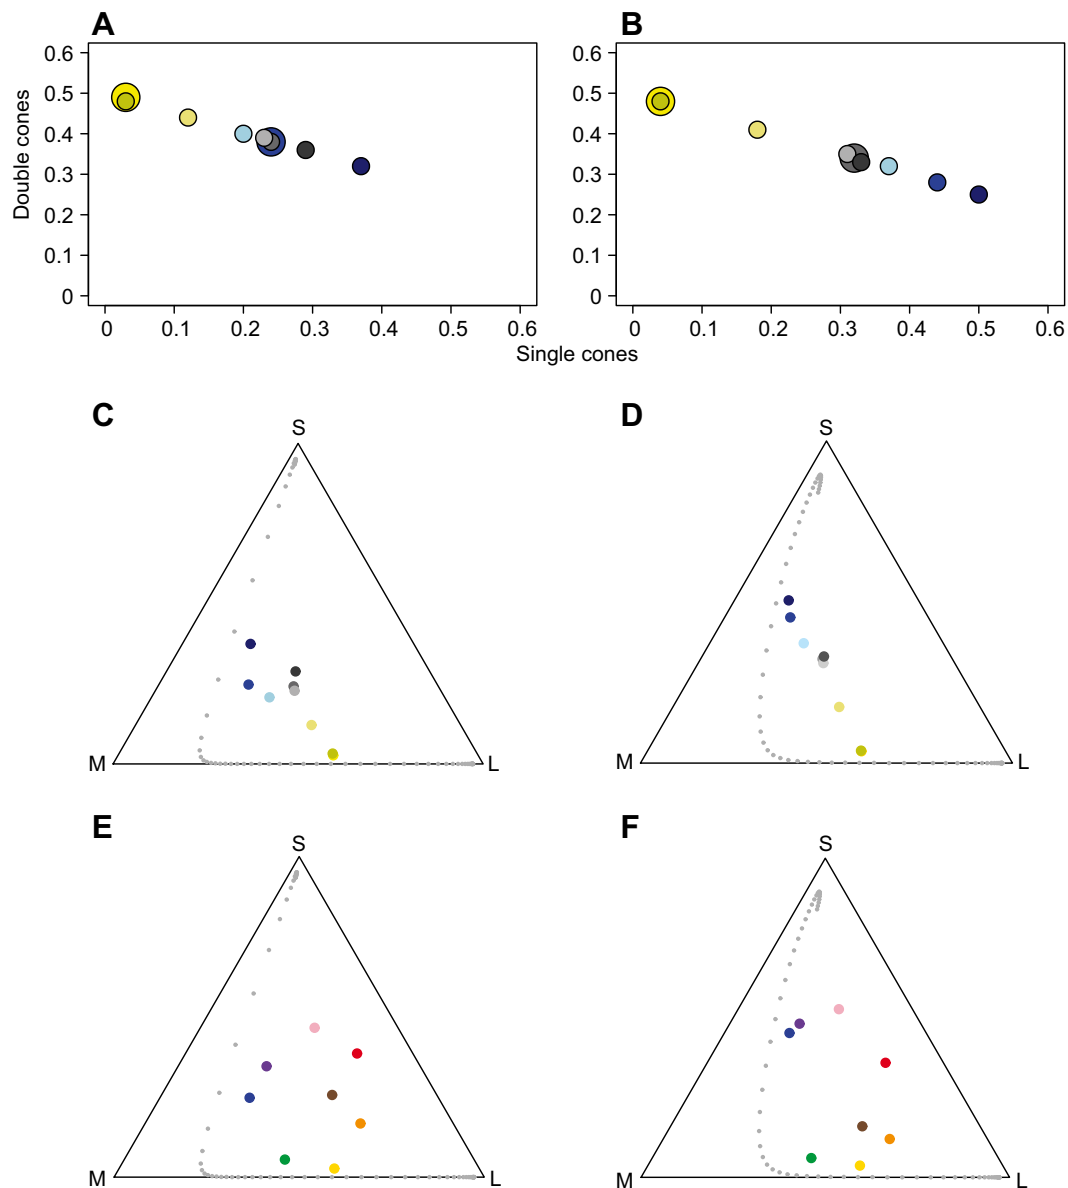 A B
0.6 0.6
0.5 0.5
0.4 0.4
0.3 0.3
0.2 0.2
0.1 0.1
0 0
Double cones
0 0.1 0.2 0.3 0.4 0.5 0.6 0 0.1 0.2 0.3 0.4 0.5 0.6
Single cones
C D
S S
M L M L
E F
S S
M L M L